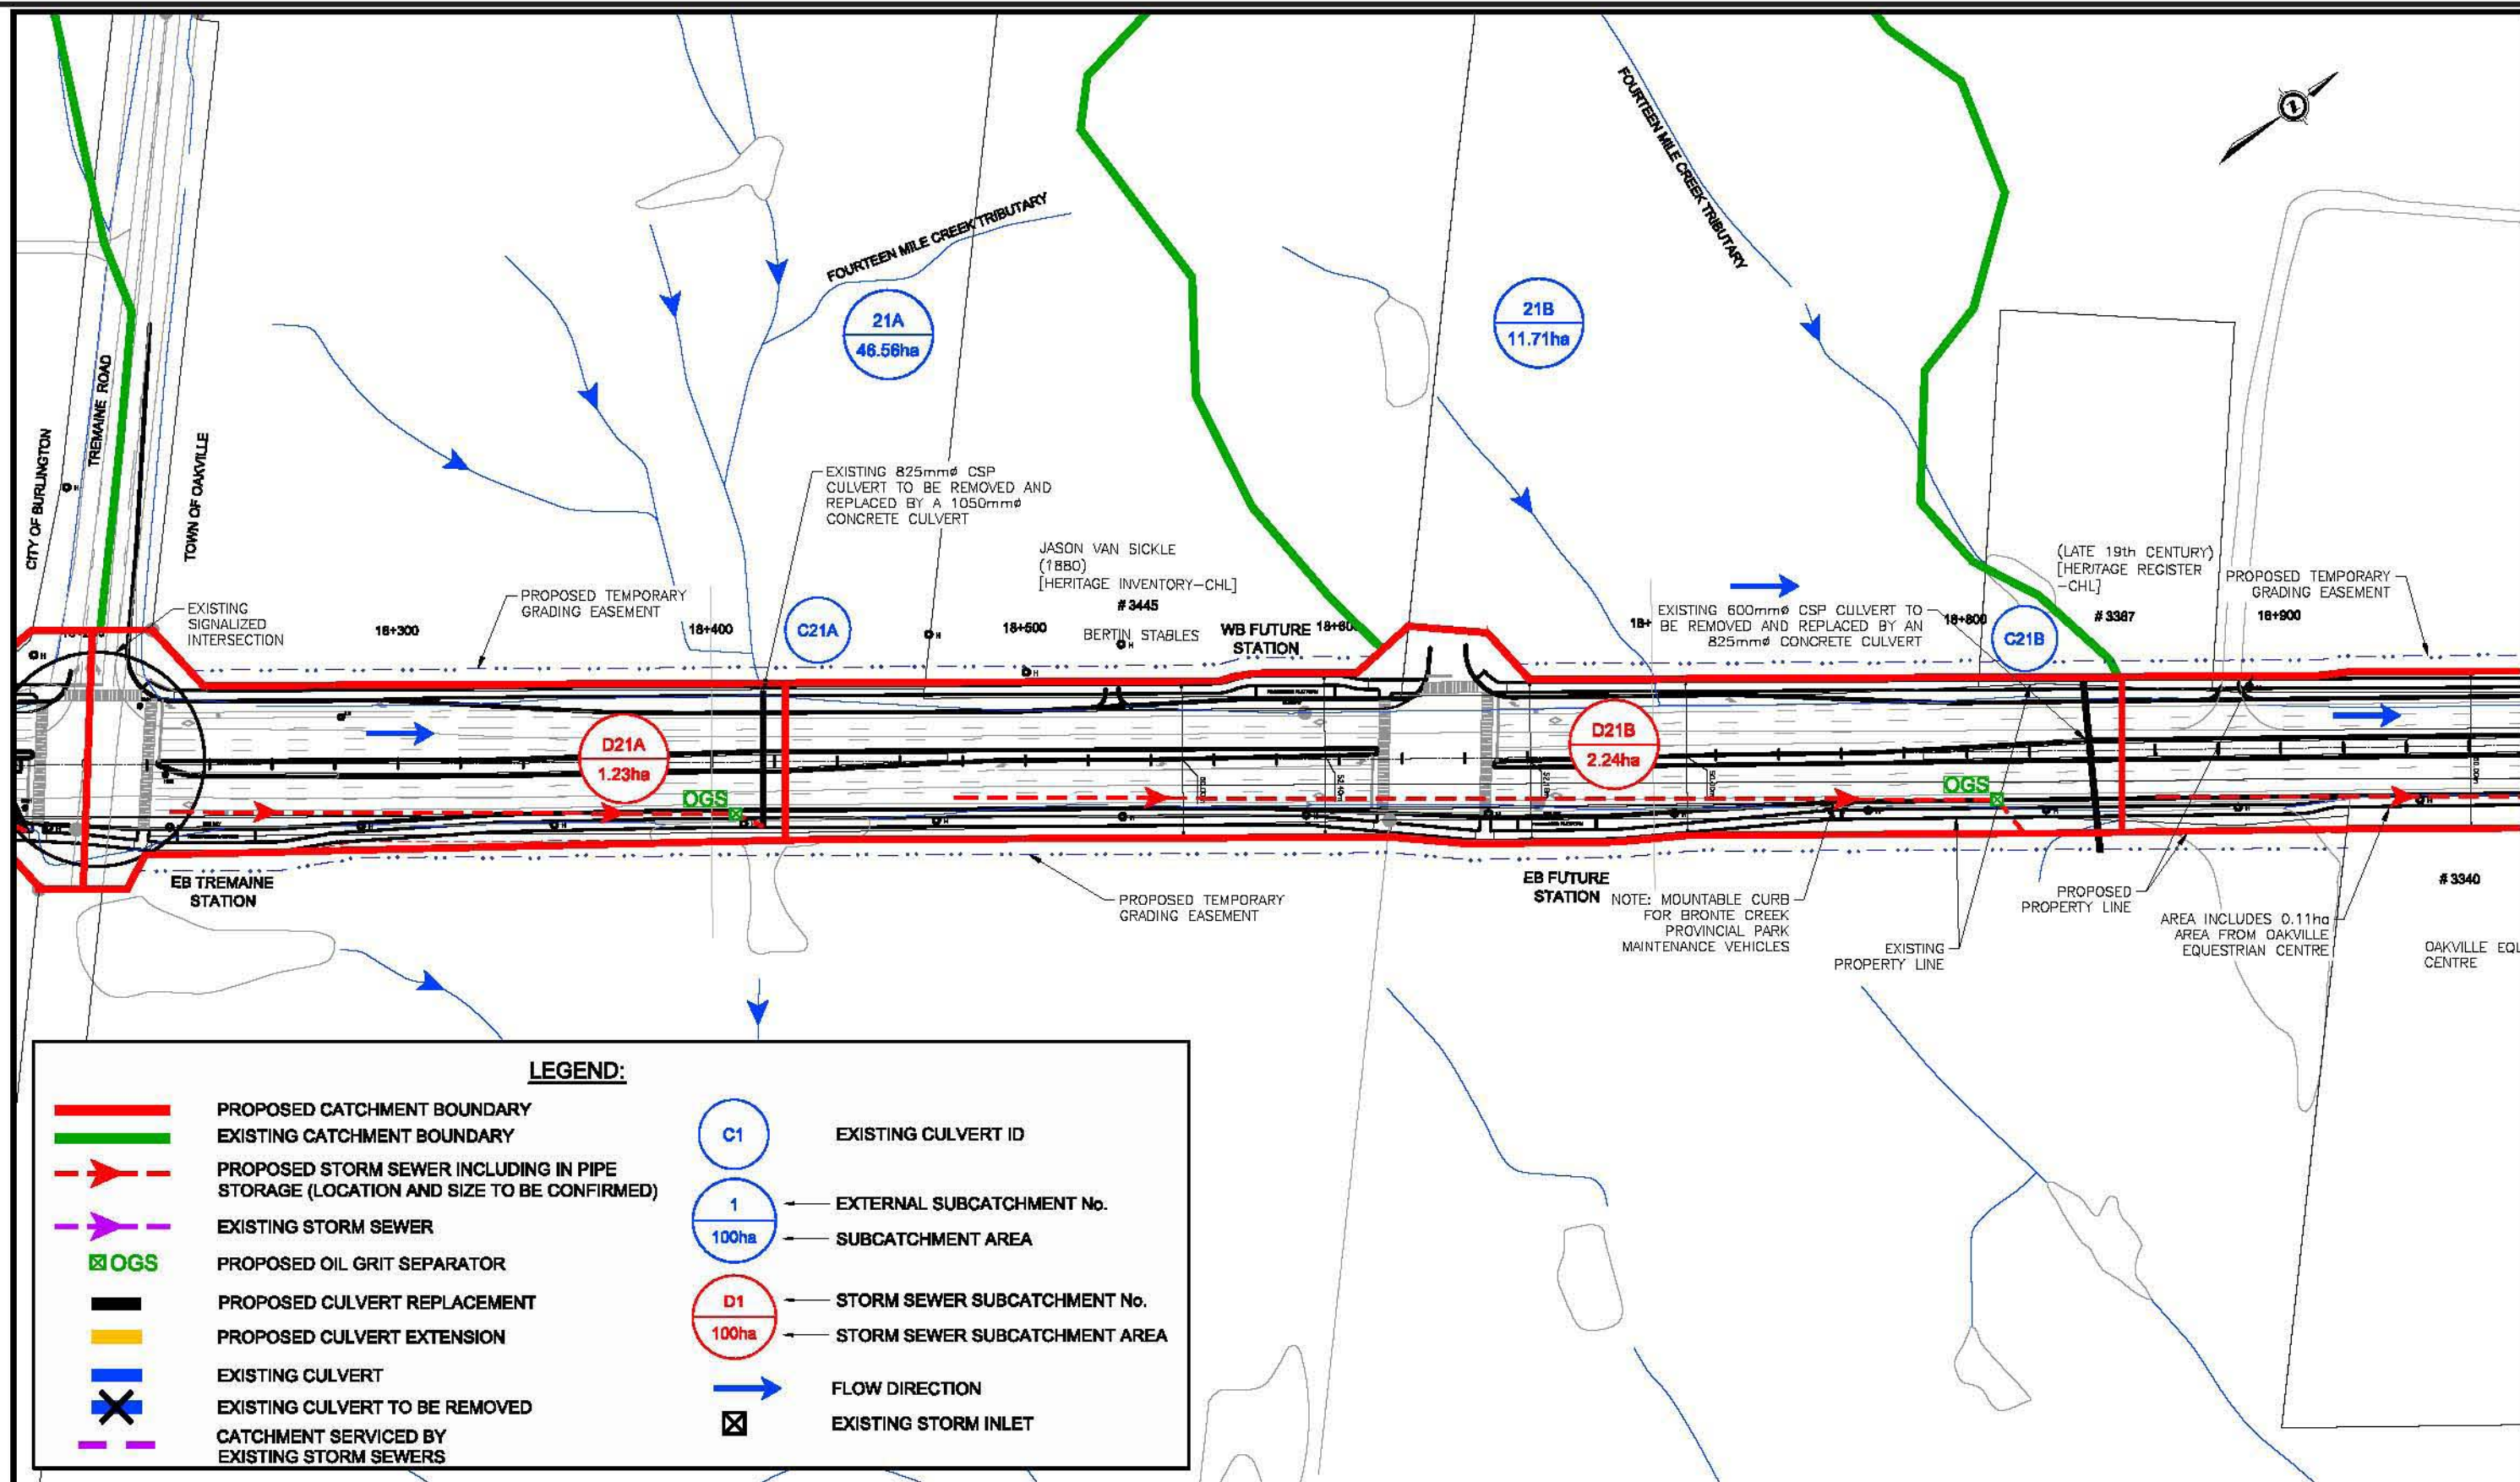 FOURTEEN MILE CREEK TRIBUTARY
FOURTEEN MILE CREEK TRIBUTARY
21A
46.56ha
21B
11.71ha
CITY OF BURLINGTON
TREMAINE ROAD
TOWN OF OAKVILLE
EXISTING 825mmø CSP
CULVERT TO BE REMOVED AND
REPLACED BY A 1050mmø
CONCRETE CULVERT
JASON VAN SICKLE
(1880)
[HERITAGE INVENTORY-CHL]
# 3445
BERTIN STABLES
(LATE 19th CENTURY)
[HERITAGE REGISTER
-CHL]
# 3367
PROPOSED TEMPORARY
GRADING EASEMENT
PROPOSED TEMPORARY
GRADING EASEMENT
EXISTING
SIGNALIZED
INTERSECTION
18+300
18+400
C21A
18+500
WB FUTURE
STATION
18+60
18+
EXISTING 600mmø CSP CULVERT TO
BE REMOVED AND REPLACED BY AN
825mmø CONCRETE CULVERT
18+800
C21B
18+900
D21A
1.23ha
OGS
D21B
2.24ha
OGS
52.40m
EB TREMAINE
STATION
PROPOSED TEMPORARY
GRADING EASEMENT
EB FUTURE
STATION
NOTE: MOUNTABLE CURB
FOR BRONTE CREEK
PROVINCIAL PARK
MAINTENANCE VEHICLES
EXISTING
PROPERTY LINE
PROPOSED
PROPERTY LINE
AREA INCLUDES 0.11ha
AREA FROM OAKVILLE
EQUESTRIAN CENTRE
# 3340
OAKVILLE EQU
CENTRE
LEGEND:
PROPOSED CATCHMENT BOUNDARY
EXISTING CATCHMENT BOUNDARY
PROPOSED STORM SEWER INCLUDING IN PIPE
STORAGE (LOCATION AND SIZE TO BE CONFIRMED)
EXISTING STORM SEWER
OGS
PROPOSED OIL GRIT SEPARATOR
PROPOSED CULVERT REPLACEMENT
PROPOSED CULVERT EXTENSION
EXISTING CULVERT
EXISTING CULVERT TO BE REMOVED
CATCHMENT SERVICED BY
EXISTING STORM SEWERS
C1
EXISTING CULVERT ID
1
100ha
EXTERNAL SUBCATCHMENT No.
SUBCATCHMENT AREA
D1
100ha
STORM SEWER SUBCATCHMENT No.
STORM SEWER SUBCATCHMENT AREA
FLOW DIRECTION
EXISTING STORM INLET